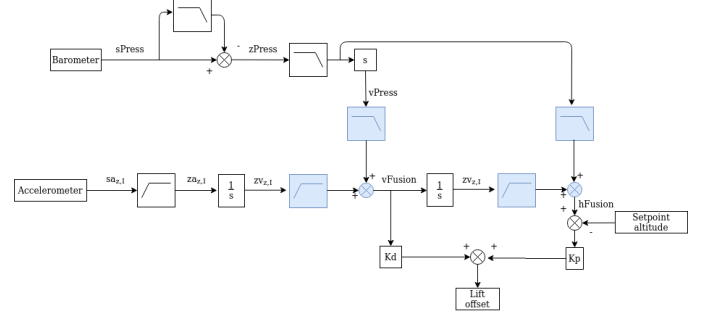 sPress
-
zPress
Barometer
+
s
vPress
+
+
sa_{z,I}
za_{z,I}
zv_{z,I}
vFusion
zv_{z,I}
Accelerometer
1
s
+
1
s
+
hFusion
+
Setpoint
altitude
-
+
+
Kd
Kp
Lift
offset